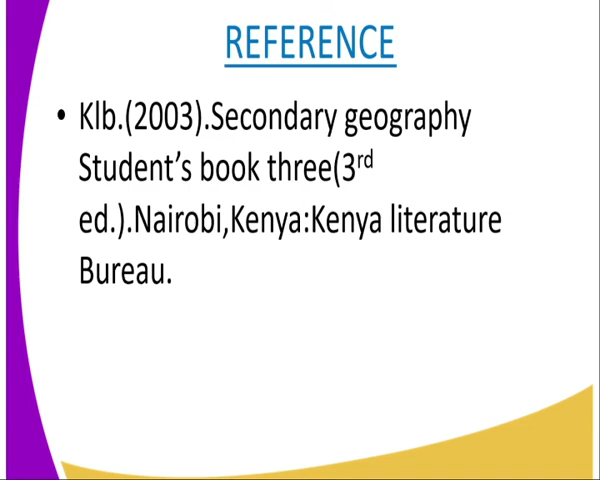 REFERENCE
• Klb.(2003).Secondary geography
Student’s book three(3rd
ed.).Nairobi,Kenya:Kenya literature
Bureau.